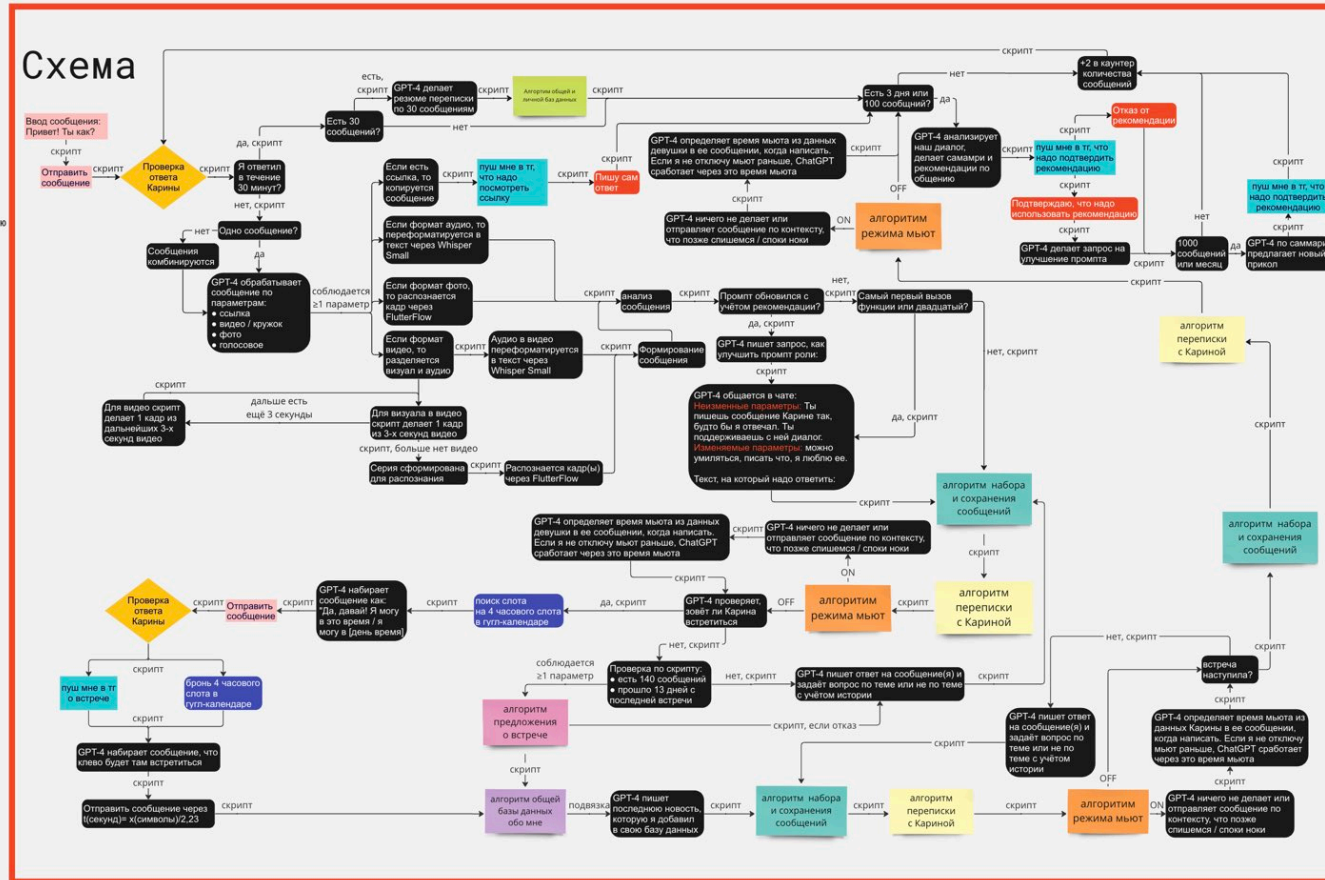 Схема
Ввод сообщения:
Привет! Ты как?
скрипт
Отправить
сообщение
скрипт
Проверка
ответа
Карины
скрипт
скрипт
Я ответил
в течение
30 минут?
да, скрипт
Есть 30
сообщений?
есть,
скрипт
GPT-4 делает
резюме переписки
по 30 сообщениям
скрипт
Алгортим общей и
личной баз данных
скрипт
нет
Есть 3 дня или
100 сообщний?
нет
+2 в каунтер
количества
сообщений
скрипт
да
GPT-4 анализирует
наш диалог,
делает самамри и
рекомендации по
общению
скрипт
пуш мне в тг, что
надо подтвердить
рекомендацию
скрипт
Отказ от
рекомендации
скрипт
Подтверждаю, что надо
использовать рекомендацию
скрипт
GPT-4 делает запрос на
улучшение промпта
скрипт
1000
сообщений
или месяц
нет
да
GPT-4 по саммари
предлагает новый
прикол
скрипт
пуш мне в тг, что
надо подтвердить
рекомендацию
скрипт
нет, скрипт
Одно сообщение?
нет
Сообщения
комбинируются
да
GPT-4 обрабатывает
сообщение по
параметрам:
● ссылка
● видео / кружок
● фото
● голосовое
соблюдается
≥1 параметр
Если есть
ссылка, то
копируется
сообщение
скрипт
пуш мне в тг,
что надо
посмотреть
ссылку
скрипт
Пишу сам
ответ
скрипт
Если формат аудио, то
переформатируется в
текст через Whisper
Small
Если формат фото,
то распознается
кадр через
FlutterFlow
Если формат
видео, то
разделяется
визуал и аудио
скрипт
Аудио в видео
переформатируется
в текст через
Whisper Small
скрипт
Формирование
сообщения
скрипт
анализ
сообщения
скрипт
Промпт обновился с
учётом рекомендации?
нет,
скрипт
Самый первый вызов
функции или двадцатый?
да, скрипт
GPT-4 пишет запрос, как
улучшить промпт роли:
скрипт
GPT-4 общается в чате:
Неизменные параметры: Ты
пишешь сообщение Карине так,
будто бы я отвечал. Ты
поддерживаешь с ней диалог.
Изменяемые параметры: можно
умиляться, писать что, я люблю ее.
Текст, на который надо ответить:
да, скрипт
нет, скрипт
скрипт
GPT-4 определяет время мьюта из данных
девушки в ее сообщении, когда написать.
Если я не отключу мьют раньше, ChatGPT
сработает через это время мьюта
скрипт
скрипт
GPT-4 ничего не делает или
отправляет сообщение по контексту,
что позже спишемся / споки ноки
ON
OFF
алгоритим
режима мьют
скрипт
алгоритм
переписки
с Кариной
скрипт
алгоритм набора
и сохранения
сообщений
скрипт
скрипт
Для видео скрипт
делает 1 кадр из
дальнейших 3-х
секунд видео
дальше есть
ещё 3 секунды
Для визуала в видео
скрипт делает 1 кадр
из 3-х секунд видео
скрипт, больше нет видео
Серия сформирована
для распознания
скрипт
Распознается кадр(ы)
через FlutterFlow
скрипт
алгоритм набора
и сохранения
сообщений
скрипт
алгоритм
переписки
с Кариной
скрипт
алгоритим
режима мьют
ON
GPT-4 ничего не делает или
отправляет сообщение по контексту,
что позже спишемся / споки ноки
скрипт
GPT-4 определяет время мьюта из данных
девушки в ее сообщении, когда написать.
Если я не отключу мьют раньше, ChatGPT
сработает через это время мьюта
скрипт
OFF
GPT-4 проверяет,
зовёт ли Карина
встретиться
да, скрипт
поиск слота
на 4 часового слота
в гугл-календаре
скрипт
GPT-4 набирает
сообщение как:
"Да, давай! Я могу
в это время / я
могу в [день время]
скрипт
Отправить
сообщение
скрипт
Проверка
ответа
Карины
скрипт
пуш мне в тг
о встрече
бронь 4 часового
слота в
гугл-календаре
скрипт
GPT-4 набирает сообщение, что
клево будет там встретиться
скрипт
Отправить сообщение через
t(секунд)= x(символы)/2,23
скрипт
нет, скрипт
Проверка по скрипту:
● есть 140 сообщений
● прошло 13 дней с
последней встречи
соблюдается
≥1 параметр
нет, скрипт
GPT-4 пишет ответ на сообщение(я) и
задаёт вопрос по теме или не по теме
с учётом истории
скрипт
алгоритм
предложения
о встрече
скрипт, если отказ
скрипт
алгоритм общей
базы данных
обо мне
подвязка
GPT-4 пишет
последнюю новость,
которую я добавил
в свою базу данных
скрипт
алгоритм набора
и сохранения
сообщений
скрипт
алгоритм
переписки
с Кариной
скрипт
алгоритим
режима мьют
ON
GPT-4 ничего не делает или
отправляет сообщение по
контексту, что позже
спишемся / споки ноки
скрипт
GPT-4 определяет время мьюта из
данных Карины в ее сообщении,
когда написать. Если я не отключу
мьют раньше, ChatGPT сработает
через это время мьюта
скрипт
OFF
встреча
наступила?
нет, скрипт
GPT-4 пишет ответ
на сообщение(я) и
задаёт вопрос по
теме или не по
теме с учётом
истории
скрипт
скрипт